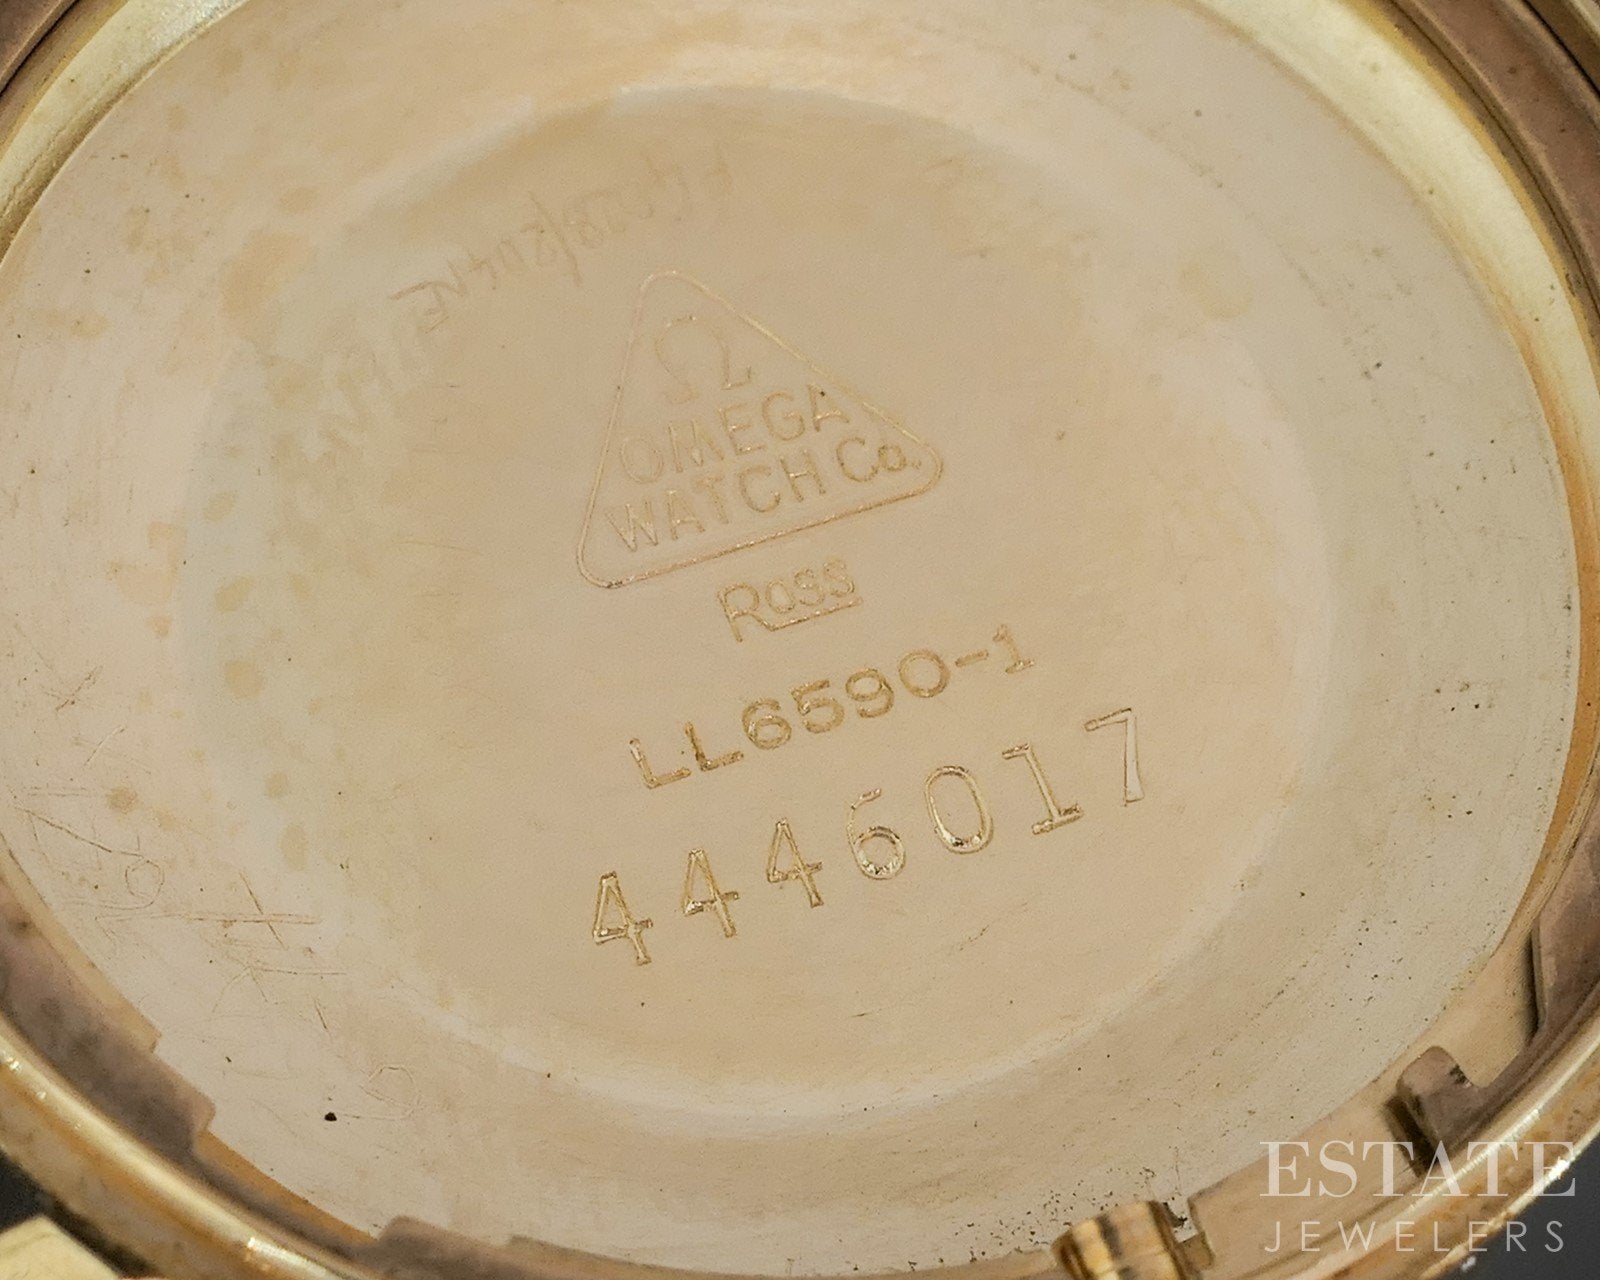 Ω
OMEGA
WATCH Co.
ROSS
LL6590-1
4446017
ESTATE
JEWELERS